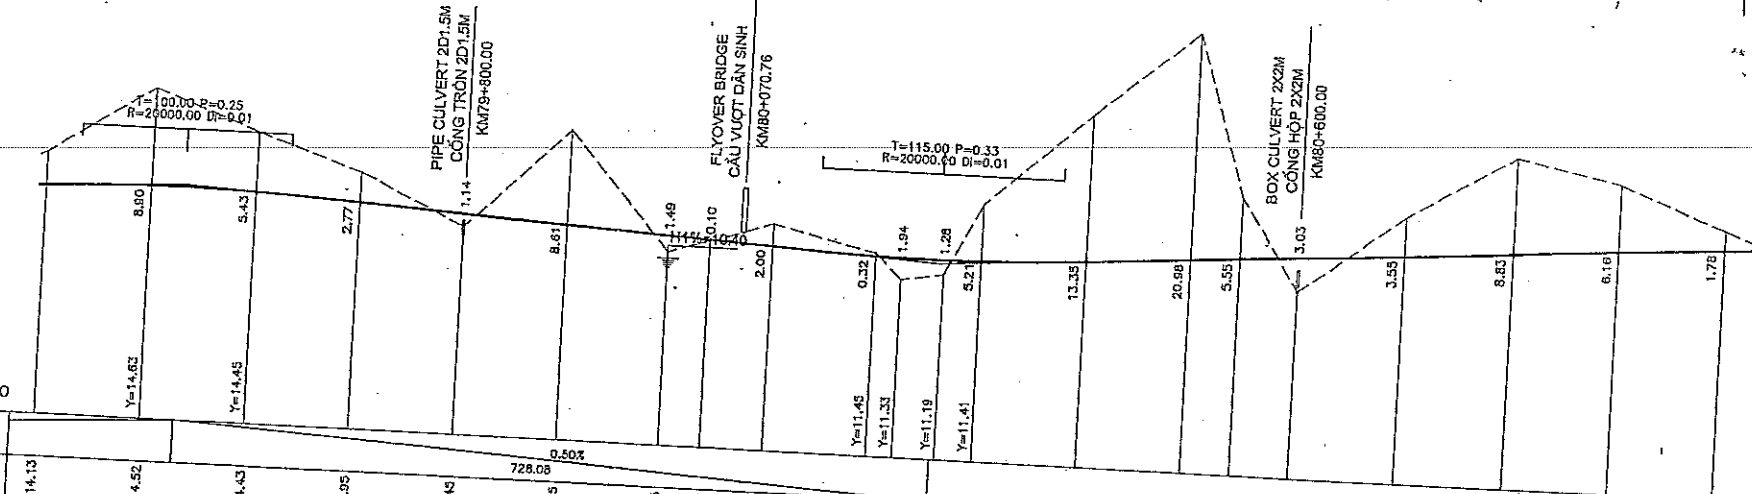 PIPE CULVERT 2D1.5M
CỐNG TRÒN 2D1.5M
KM79+800.00
FLYOVER BRIDGE
CẦU VƯỢT DÂN SINH
KM80+070.76
BOX CULVERT 2X2M
CỐNG HỘP 2X2M
KM80+600.00
T=100.00 P=0.25
R=20000.00 Di=0.01
T=115.00 P=0.33
R=20000.00 Di=0.01
8.90
5.43
2.77
1.14
8.61
1.49
0.10
H1%=10.40
2.00
0.32
1.94
1.28
5.21
13.35
20.98
5.55
3.03
3.55
8.83
6.16
1.78
Y=14.63
Y=14.45
Y=11.45
Y=11.33
Y=11.19
Y=11.41
0.50%
728.08
14.13
4.52
4.43